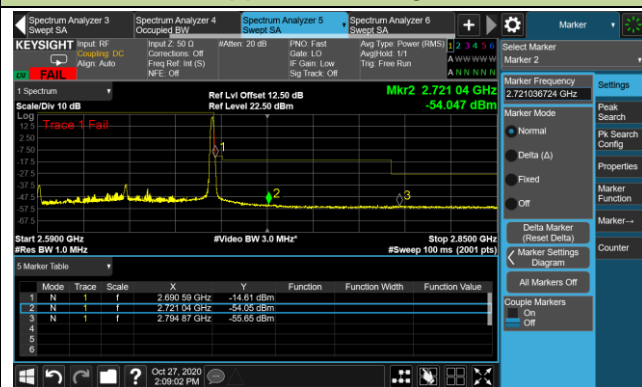 Spectrum Analyzer 3
Swept SA
Spectrum Analyzer 4
Occupied BW
Spectrum Analyzer 5
Swept SA
Spectrum Analyzer 6
Swept SA
Marker
KEYSIGHT
Input: RF
Coupling: DC
Align: Auto
Input Z: 50 Ω
Corrections: Off
Freq Ref: Int (S)
NFE: Off
#Atten: 20 dB
PNO: Fast
Gate: LO
IF Gain: Low
Sig Track: Off
Avg Type: Power (RMS)
Avg|Hold: 1/1
Trig: Free Run
1 2 3 4 5 6
A W W W W W
A N N N N N
FAIL
1 Spectrum
Scale/Div 10 dB
Ref Lvl Offset 12.50 dB
Ref Level 22.50 dBm
Mkr2 2.721 04 GHz
-54.047 dBm
Log
Trace 1 Fail
12.5
2.50
-7.50
-17.5
-27.5
-37.5
-47.5
-57.5
-67.5
1
2
3
Start 2.5900 GHz
#Res BW 1.0 MHz
#Video BW 3.0 MHz*
Stop 2.8500 GHz
#Sweep 100 ms (2001 pts)
5 Marker Table
Mode Trace Scale X Y Function Function Width Function Value
1 N 1 f 2.690 59 GHz -14.61 dBm
2 N 1 f 2.721 04 GHz -54.05 dBm
3 N 1 f 2.794 87 GHz -55.65 dBm
4
5
6
Oct 27, 2020
2:09:02 PM
Select Marker
Marker 2
Marker Frequency
2.721036724 GHz
Marker Mode
Normal
Delta (Δ)
Fixed
Off
Delta Marker
(Reset Delta)
Marker Settings
Diagram
All Markers Off
Couple Markers
On
Off
Settings
Peak
Search
Pk Search
Config
Properties
Marker
Function
Marker→
Counter